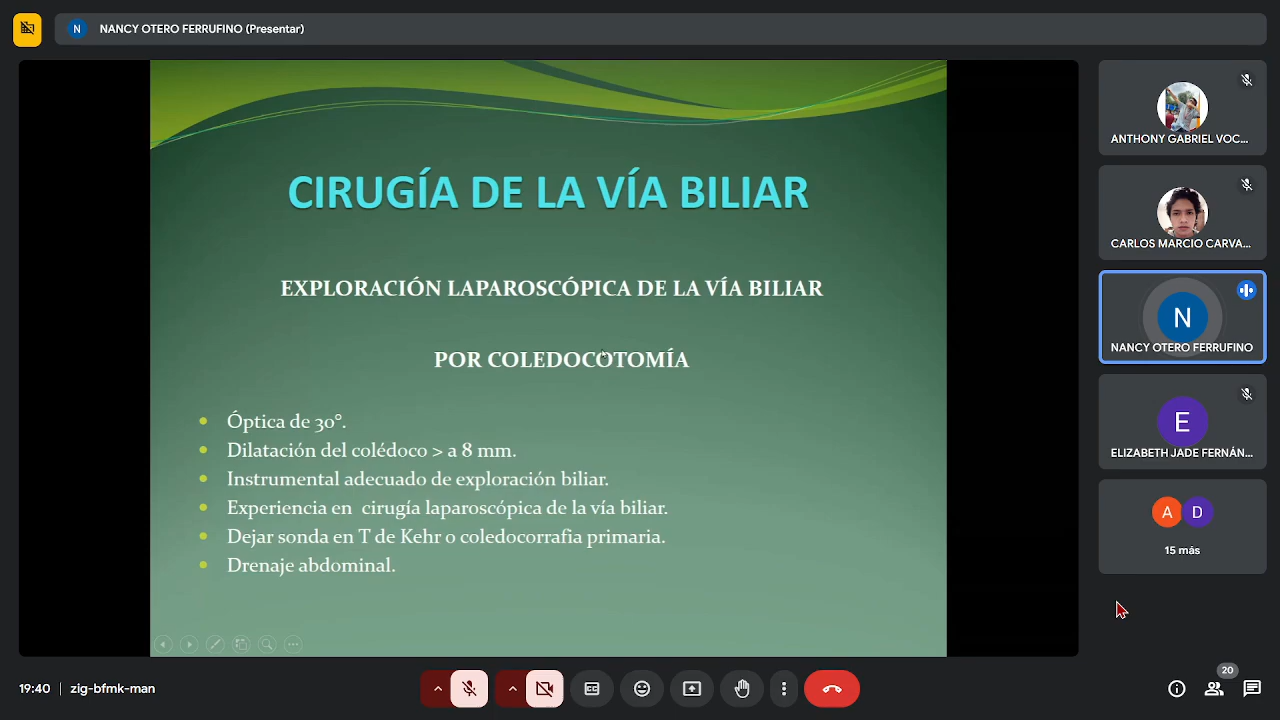 N NANCY OTERO FERRUFINO (Presentar)
CIRUGÍA DE LA VÍA BILIAR
EXPLORACIÓN LAPAROSCÓPICA DE LA VÍA BILIAR
POR COLEDOCOTOMÍA
• Óptica de 30°.
• Dilatación del colédoco > a 8 mm.
• Instrumental adecuado de exploración biliar.
• Experiencia en cirugía laparoscópica de la vía biliar.
• Dejar sonda en T de Kehr o coledocorrafia primaria.
• Drenaje abdominal.
ANTHONY GABRIEL VOC...
CARLOS MARCIO CARVA...
N
NANCY OTERO FERRUFINO
E
ELIZABETH JADE FERNÁN...
A D
15 más
19:40 | zig-bfmk-man
20